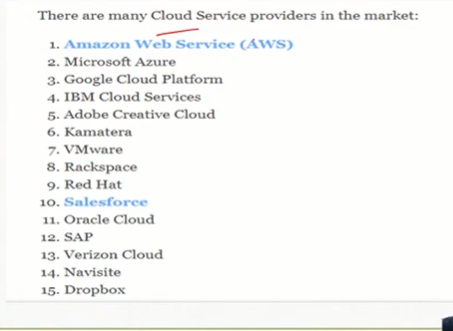 There are many Cloud Service providers in the market:
1. Amazon Web Service (AWS)
2. Microsoft Azure
3. Google Cloud Platform
4. IBM Cloud Services
5. Adobe Creative Cloud
6. Kamatera
7. VMware
8. Rackspace
9. Red Hat
10. Salesforce
11. Oracle Cloud
12. SAP
13. Verizon Cloud
14. Navisite
15. Dropbox